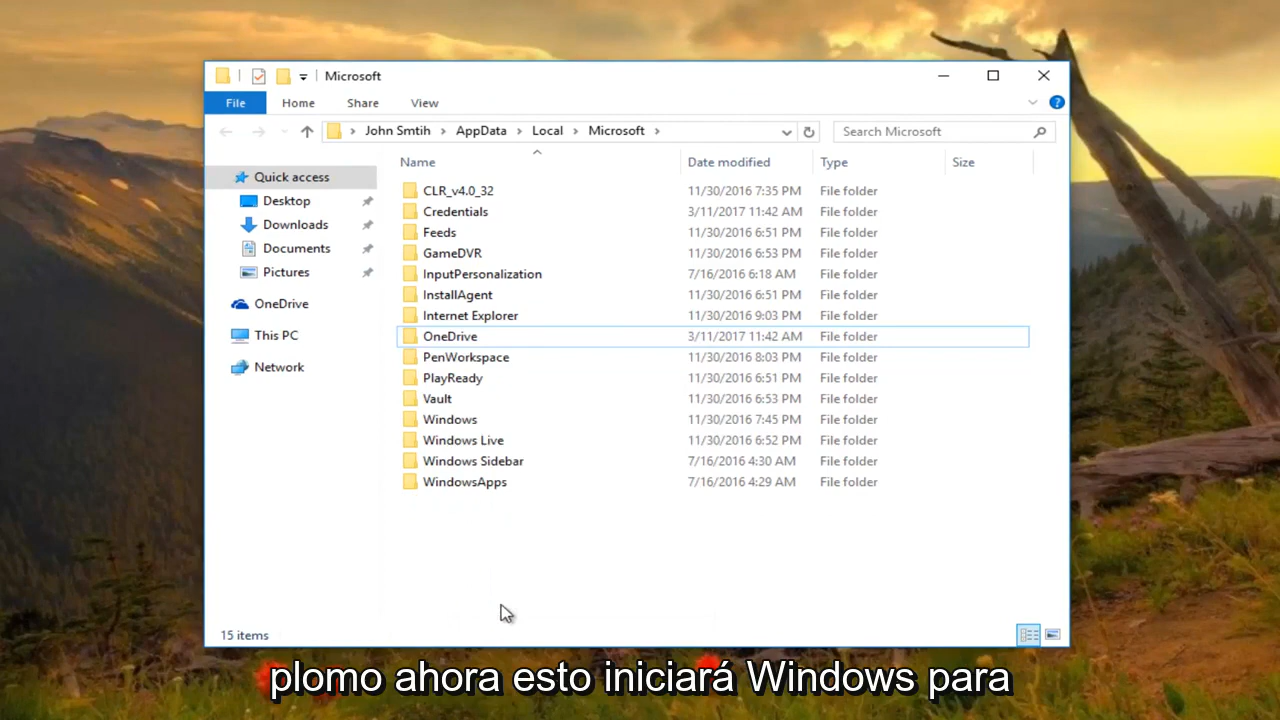 Microsoft
File Home Share View
John Smtih AppData Local Microsoft Search Microsoft
Name Date modified Type Size
Quick access
Desktop
Downloads
Documents
Pictures
OneDrive
This PC
Network
CLR_v4.0_32 11/30/2016 7:35 PM File folder
Credentials 3/11/2017 11:42 AM File folder
Feeds 11/30/2016 6:51 PM File folder
GameDVR 11/30/2016 6:53 PM File folder
InputPersonalization 7/16/2016 6:18 AM File folder
InstallAgent 11/30/2016 6:51 PM File folder
Internet Explorer 11/30/2016 9:03 PM File folder
OneDrive 3/11/2017 11:42 AM File folder
PenWorkspace 11/30/2016 8:03 PM File folder
PlayReady 11/30/2016 6:51 PM File folder
Vault 11/30/2016 6:53 PM File folder
Windows 11/30/2016 7:45 PM File folder
Windows Live 11/30/2016 6:52 PM File folder
Windows Sidebar 7/16/2016 4:30 AM File folder
WindowsApps 7/16/2016 4:29 AM File folder
15 items
plomo ahora esto iniciará Windows para